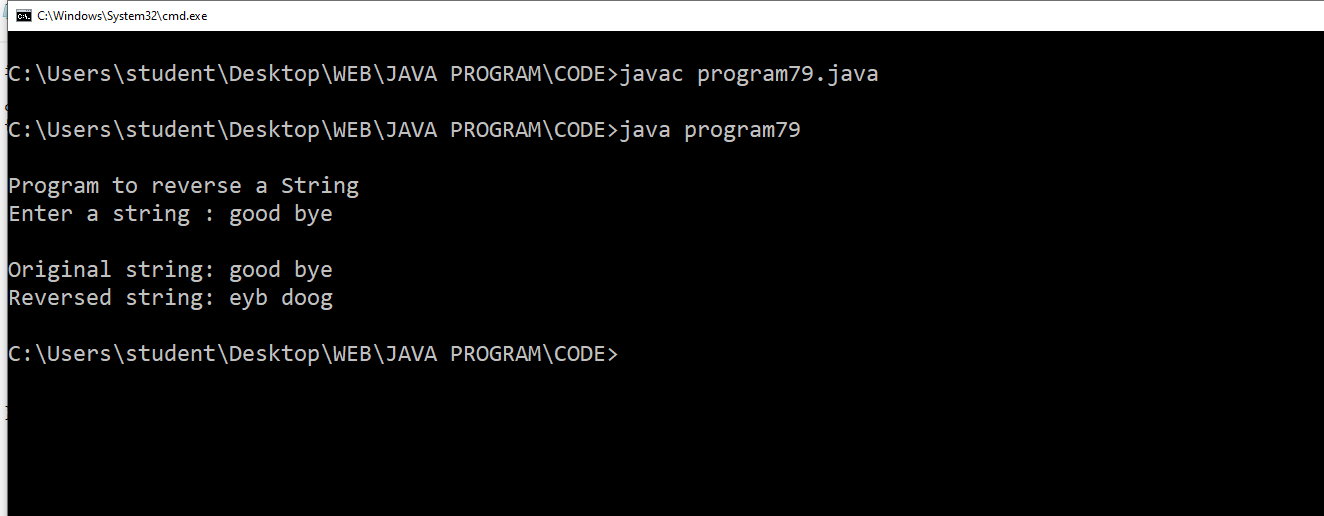 C:\Windows\System32\cmd.exe
C:\Users\student\Desktop\WEB\JAVA PROGRAM\CODE>javac program79.java
C:\Users\student\Desktop\WEB\JAVA PROGRAM\CODE>java program79
Program to reverse a String
Enter a string : good bye
Original string: good bye
Reversed string: eyb doog
C:\Users\student\Desktop\WEB\JAVA PROGRAM\CODE>